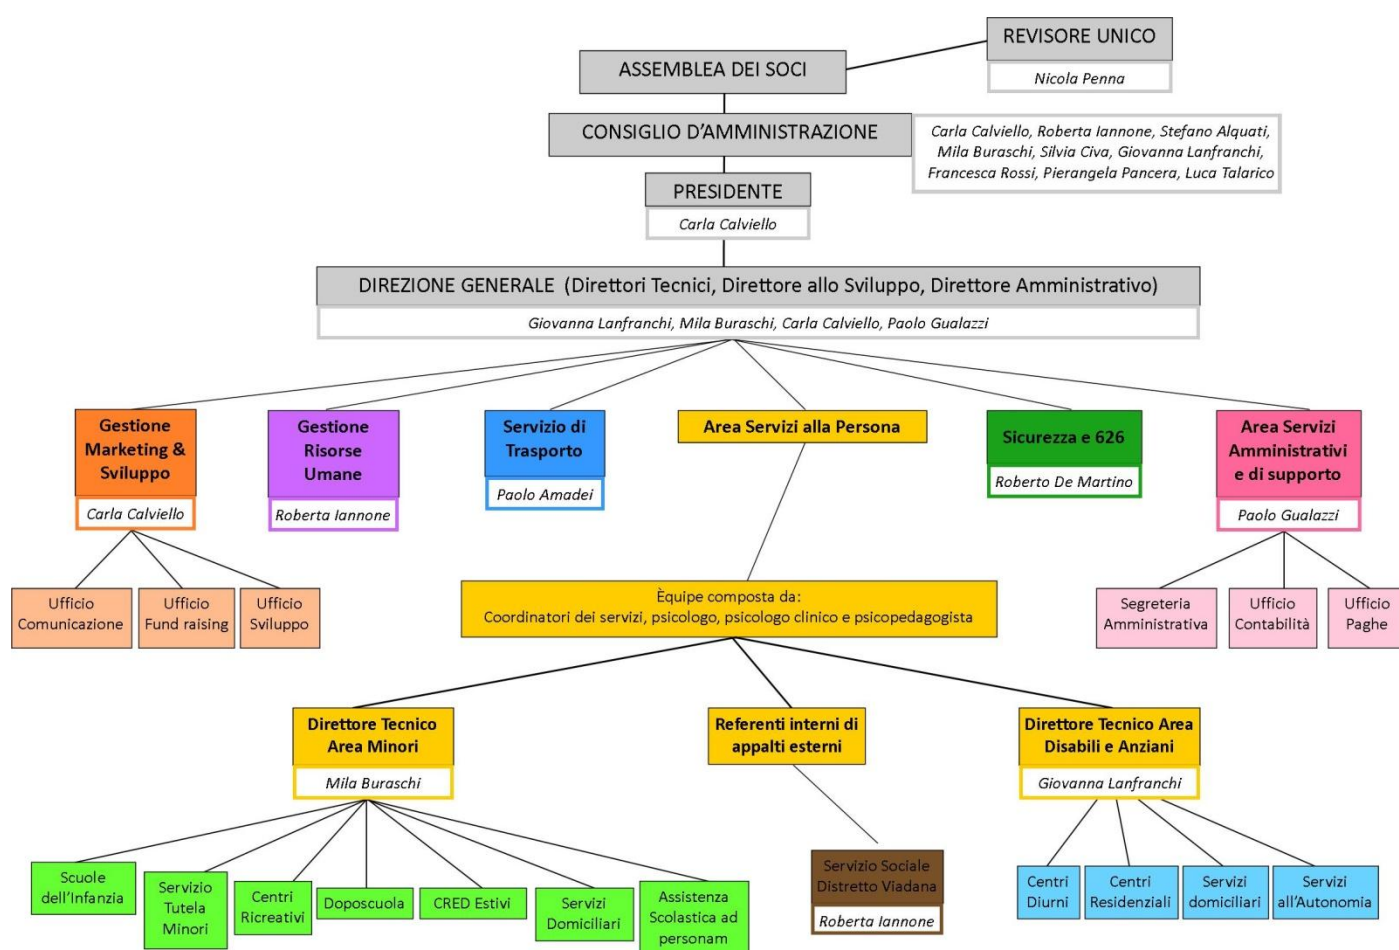 REVISORE UNICO
Nicola Penna
ASSEMBLEA DEI SOCI
CONSIGLIO D'AMMINISTRAZIONE
Carla Calviello, Roberta Iannone, Stefano Alquati,
Mila Buraschi, Silvia Civa, Giovanna Lanfranchi,
Francesca Rossi, Pierangela Pancera, Luca Talarico
PRESIDENTE
Carla Calviello
DIREZIONE GENERALE (Direttori Tecnici, Direttore allo Sviluppo, Direttore Amministrativo)
Giovanna Lanfranchi, Mila Buraschi, Carla Calviello, Paolo Gualazzi
Gestione
Marketing &
Sviluppo
Carla Calviello
Gestione
Risorse
Umane
Roberta Iannone
Servizio di
Trasporto
Paolo Amadei
Area Servizi alla Persona
Sicurezza e 626
Roberto De Martino
Area Servizi
Amministrativi
e di supporto
Paolo Gualazzi
Ufficio
Comunicazione
Ufficio
Fund raising
Ufficio
Sviluppo
Èquipe composta da:
Coordinatori dei servizi, psicologo, psicologo clinico e psicopedagogista
Segreteria
Amministrativa
Ufficio
Contabilità
Ufficio
Paghe
Direttore Tecnico
Area Minori
Mila Buraschi
Referenti interni di
appalti esterni
Direttore Tecnico Area
Disabili e Anziani
Giovanna Lanfranchi
Scuole
dell'Infanzia
Servizio
Tutela
Minori
Centri
Ricreativi
Doposcuola
CRED Estivi
Servizi
Domiciliari
Assistenza
Scolastica ad
personam
Servizio Sociale
Distretto Viadana
Roberta Iannone
Centri
Diurni
Centri
Residenziali
Servizi
domiciliari
Servizi
all'Autonomia